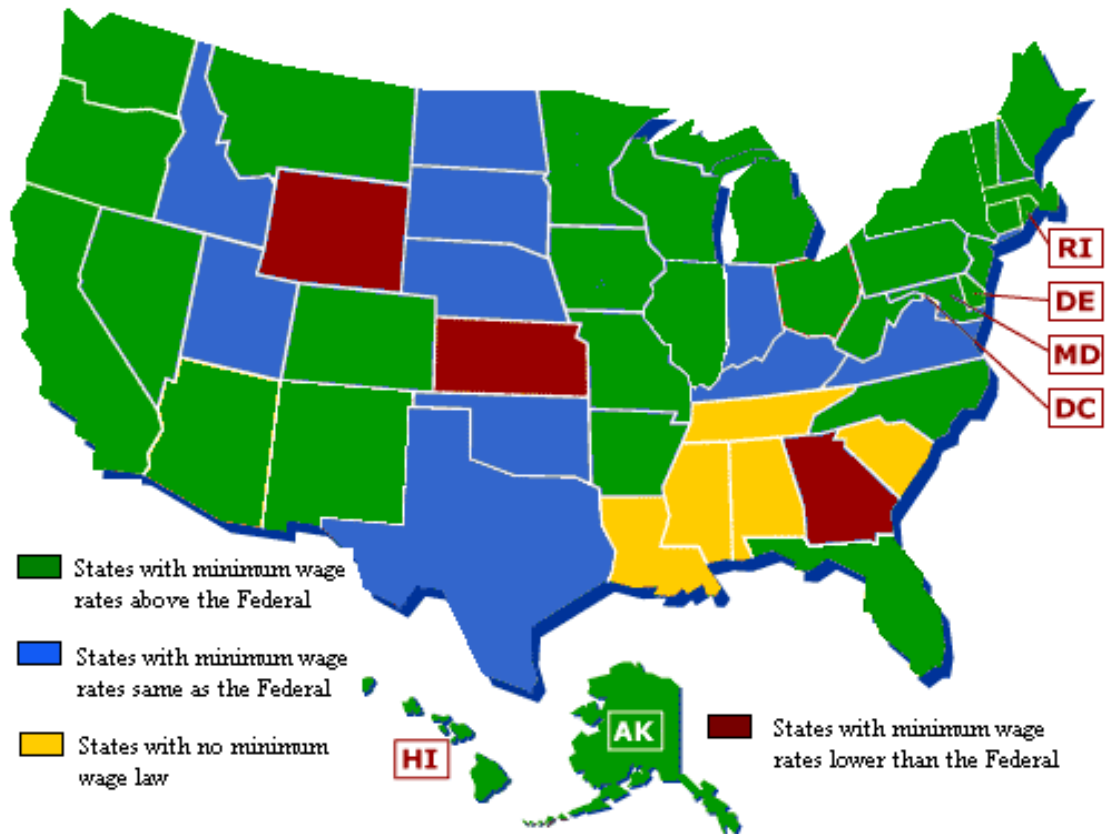 RI
DE
MD
DC
States with minimum wage
rates above the Federal
States with minimum wage
rates same as the Federal
States with no minimum
wage law
HI
AK
States with minimum wage
rates lower than the Federal